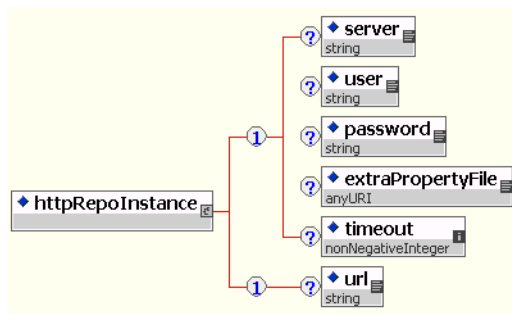 ? server
string
? user
string
? password
string
1
? extraPropertyFile
anyURI
httpRepoInstance
? timeout
nonNegativeInteger
1 ? url
string